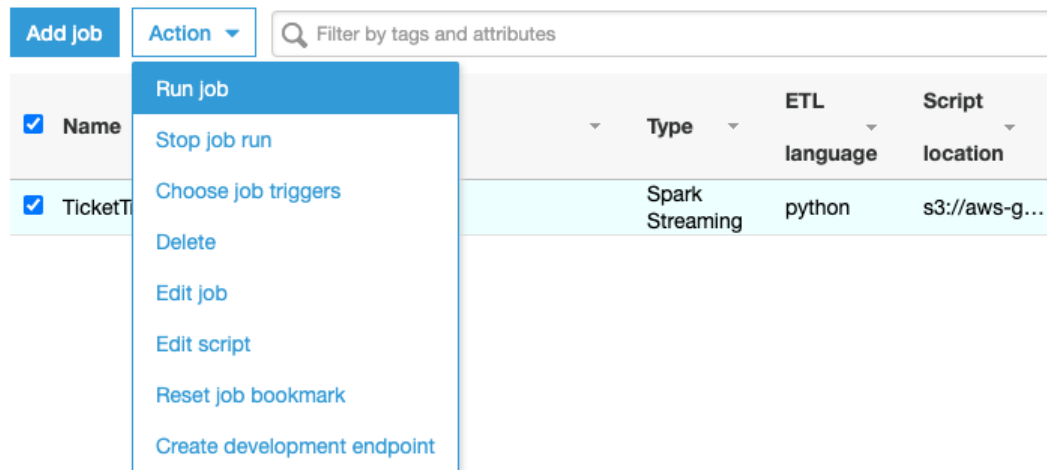 Add job
Action
Filter by tags and attributes
Run job
Stop job run
Choose job triggers
Delete
Edit job
Edit script
Reset job bookmark
Create development endpoint
Name
Type
ETL
language
Script
location
TicketT
Spark
Streaming
python
s3://aws-g...